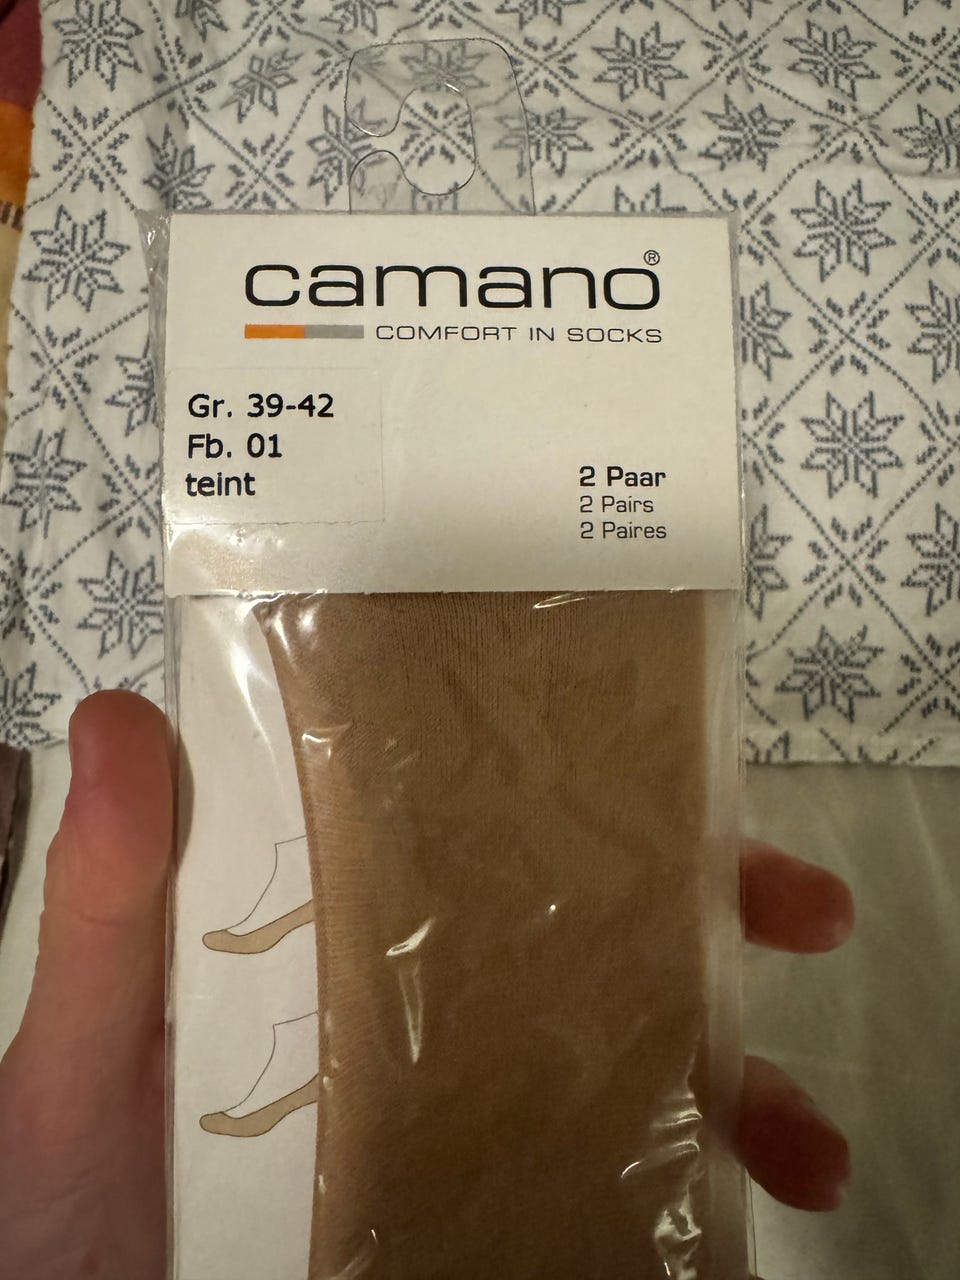 camano®
COMFORT IN SOCKS
Gr. 39-42
Fb. 01
teint
2 Paar
2 Pairs
2 Paires